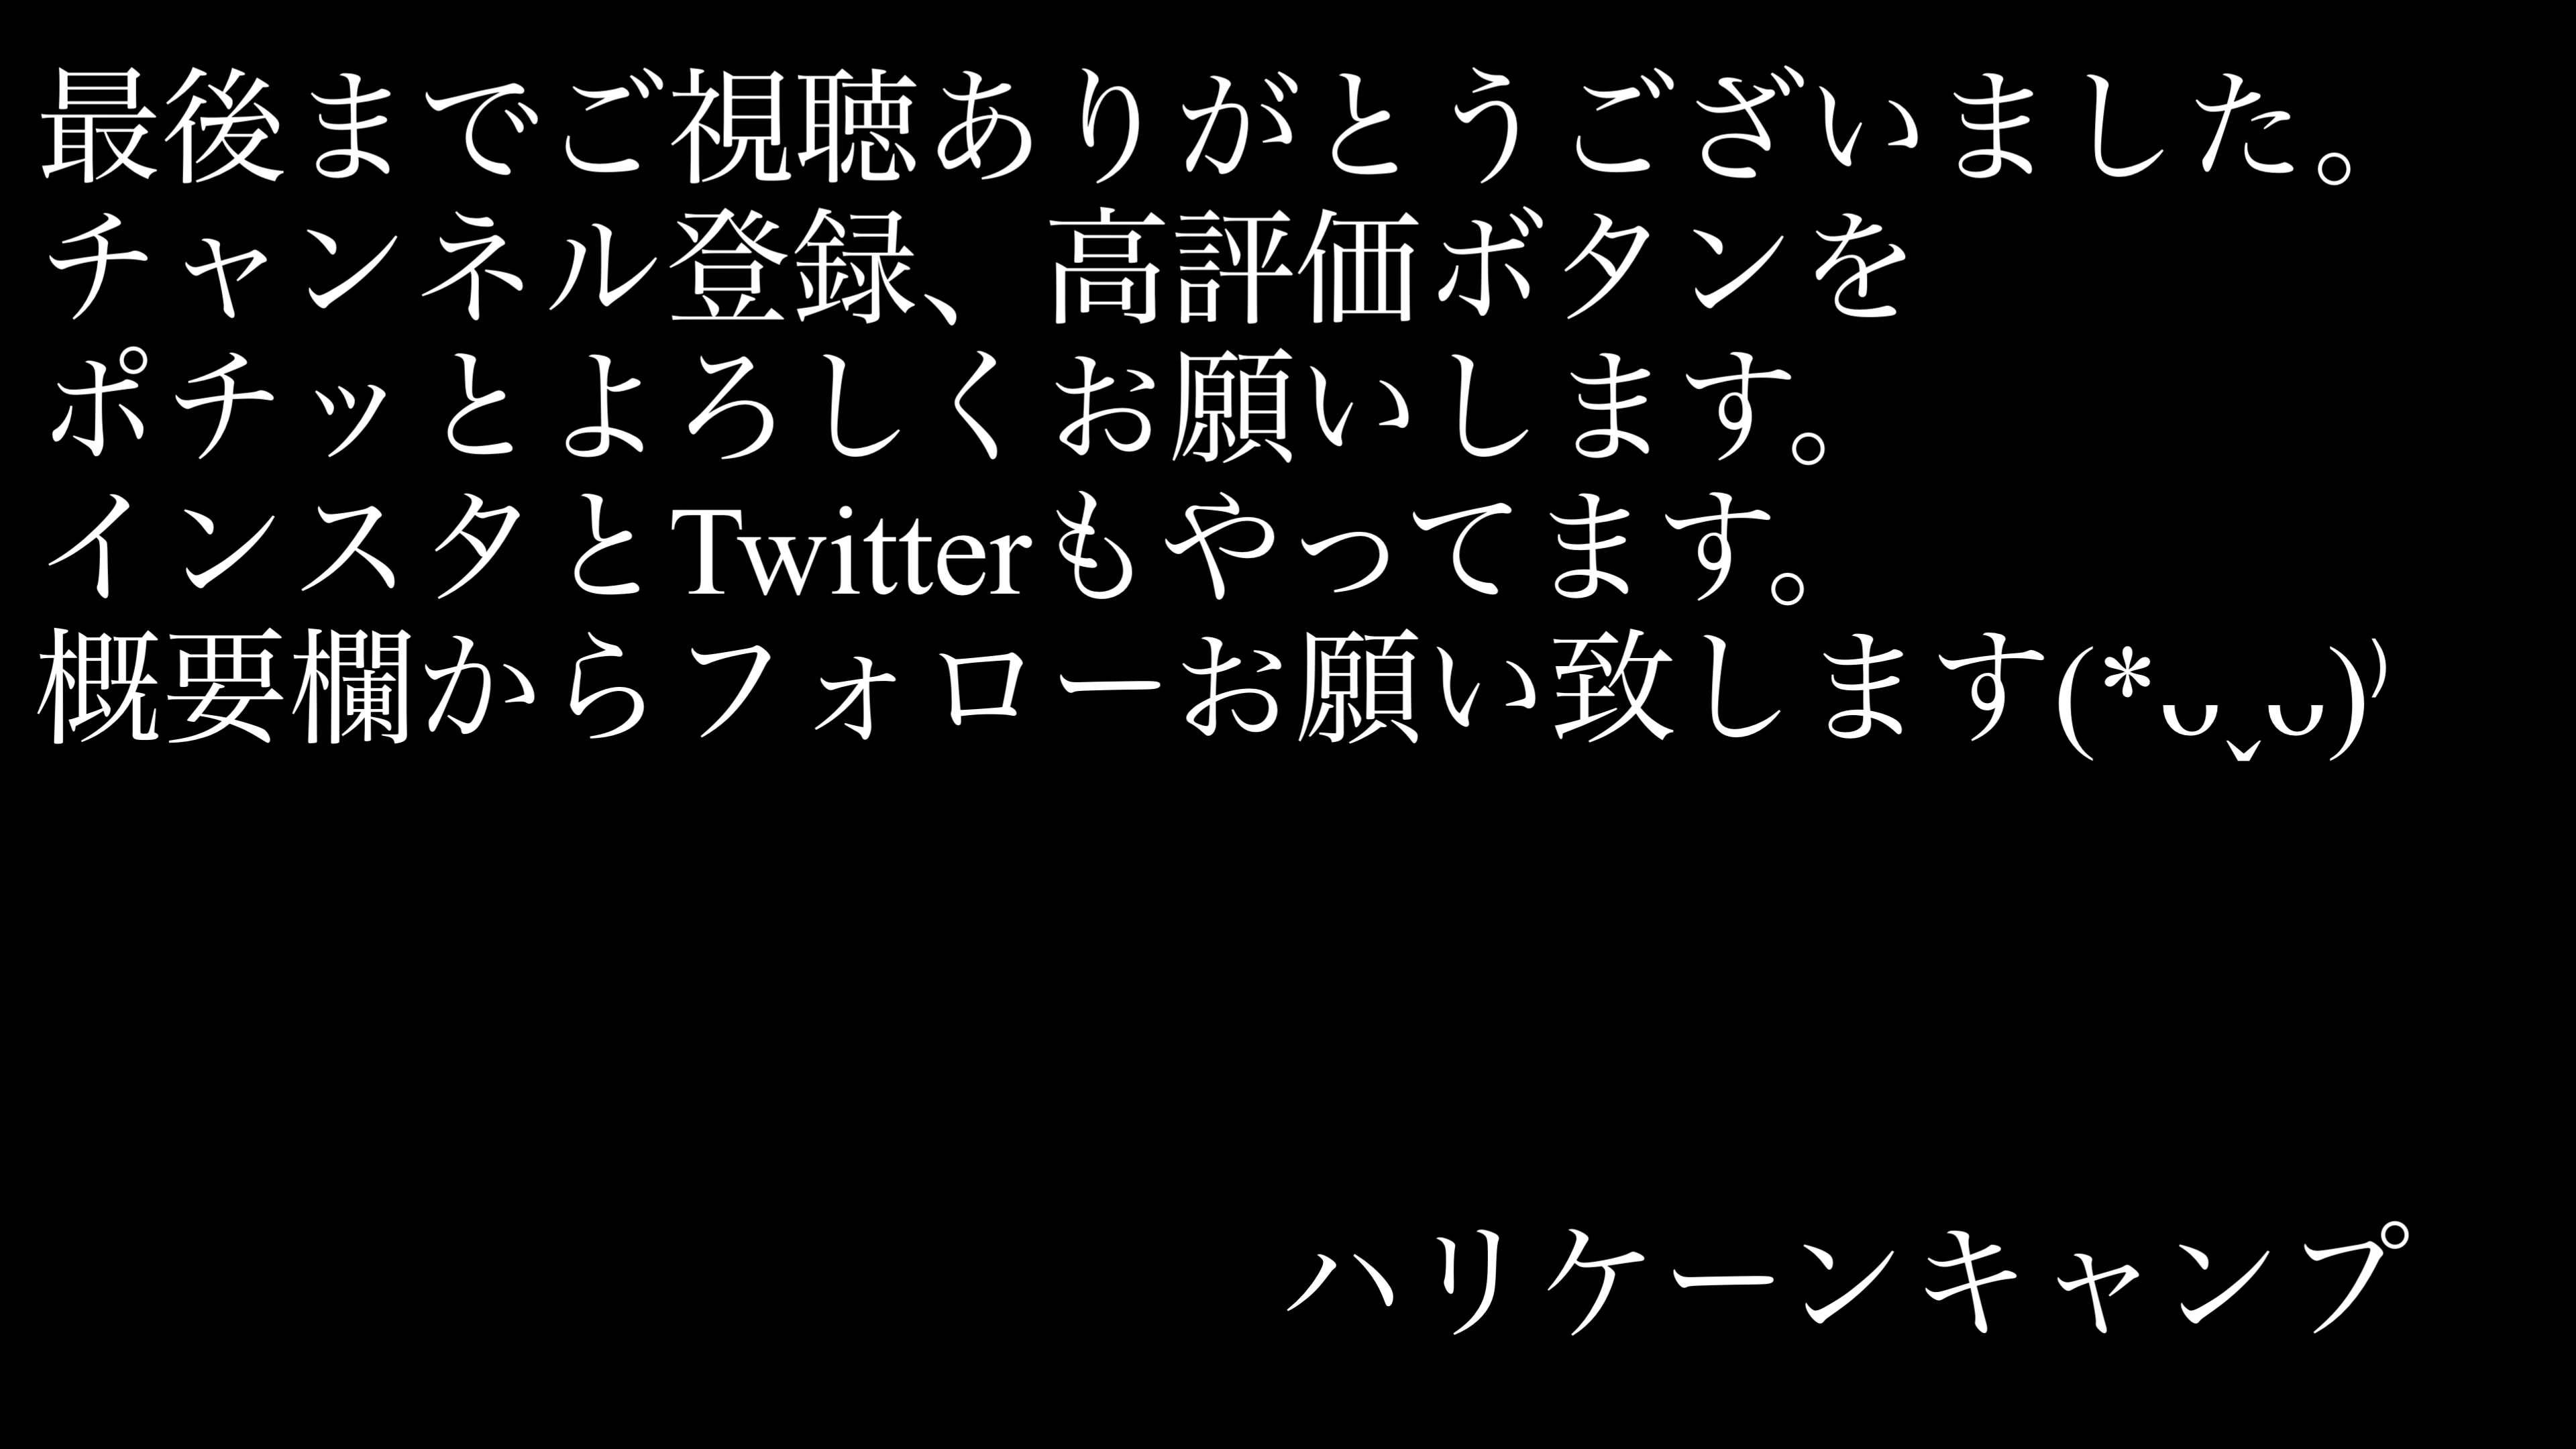 最後までご視聴ありがとうございました。
チャンネル登録、高評価ボタンを
ポチッとよろしくお願いします。
インスタとTwitterもやってます。
概要欄からフォローお願い致します(*ᴗˬᴗ)⁾
ハリケーンキャンプ